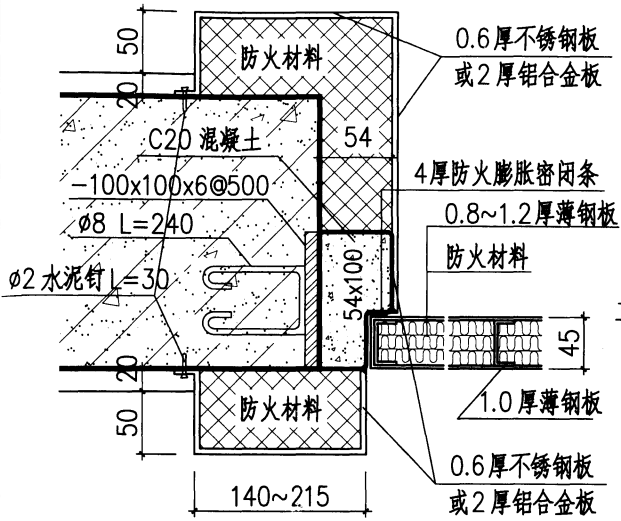 50
20
防火材料
0.6厚不锈钢板
或2厚铝合金板
C20 混凝土
54
-100x100x6@500
4厚防火膨胀密闭条
ø8 L=240
0.8~1.2厚薄钢板
ø2 水泥钉L=30
54x100
防火材料
45
20
50
防火材料
1.0厚薄钢板
0.6厚不锈钢板
或2厚铝合金板
140~215